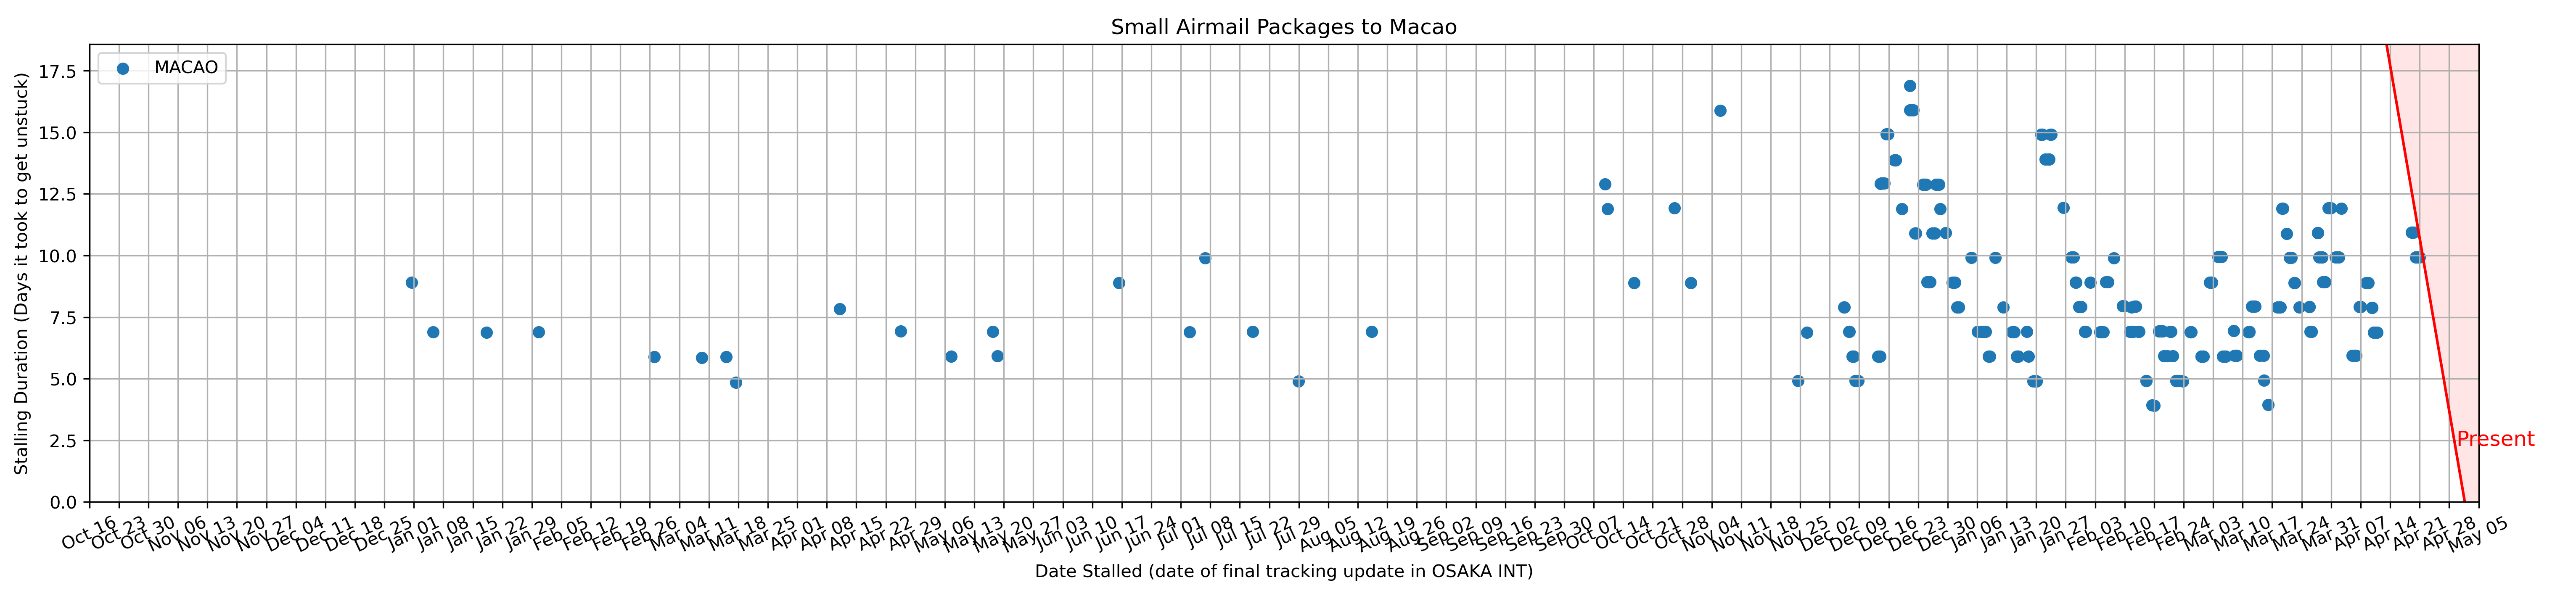 Small Airmail Packages to Macao
MACAO
Stalling Duration (Days it took to get unstuck)
17.5
15.0
12.5
10.0
7.5
5.0
2.5
0.0
Present
Oct 16
Oct 23
Oct 30
Nov 06
Nov 13
Nov 20
Nov 27
Dec 04
Dec 11
Dec 18
Dec 25
Jan 01
Jan 08
Jan 15
Jan 22
Jan 29
Feb 05
Feb 12
Feb 19
Feb 26
Mar 04
Mar 11
Mar 18
Mar 25
Apr 01
Apr 08
Apr 15
Apr 22
Apr 29
May 06
May 13
May 20
May 27
Jun 03
Jun 10
Jun 17
Jun 24
Jul 01
Jul 08
Jul 15
Jul 22
Jul 29
Aug 05
Aug 12
Aug 19
Aug 26
Sep 02
Sep 09
Sep 16
Sep 23
Sep 30
Oct 07
Oct 14
Oct 21
Oct 28
Nov 04
Nov 11
Nov 18
Nov 25
Dec 02
Dec 09
Dec 16
Dec 23
Dec 30
Jan 06
Jan 13
Jan 20
Jan 27
Feb 03
Feb 10
Feb 17
Feb 24
Mar 03
Mar 10
Mar 17
Mar 24
Mar 31
Apr 07
Apr 14
Apr 21
Apr 28
May 05
Date Stalled (date of final tracking update in OSAKA INT)